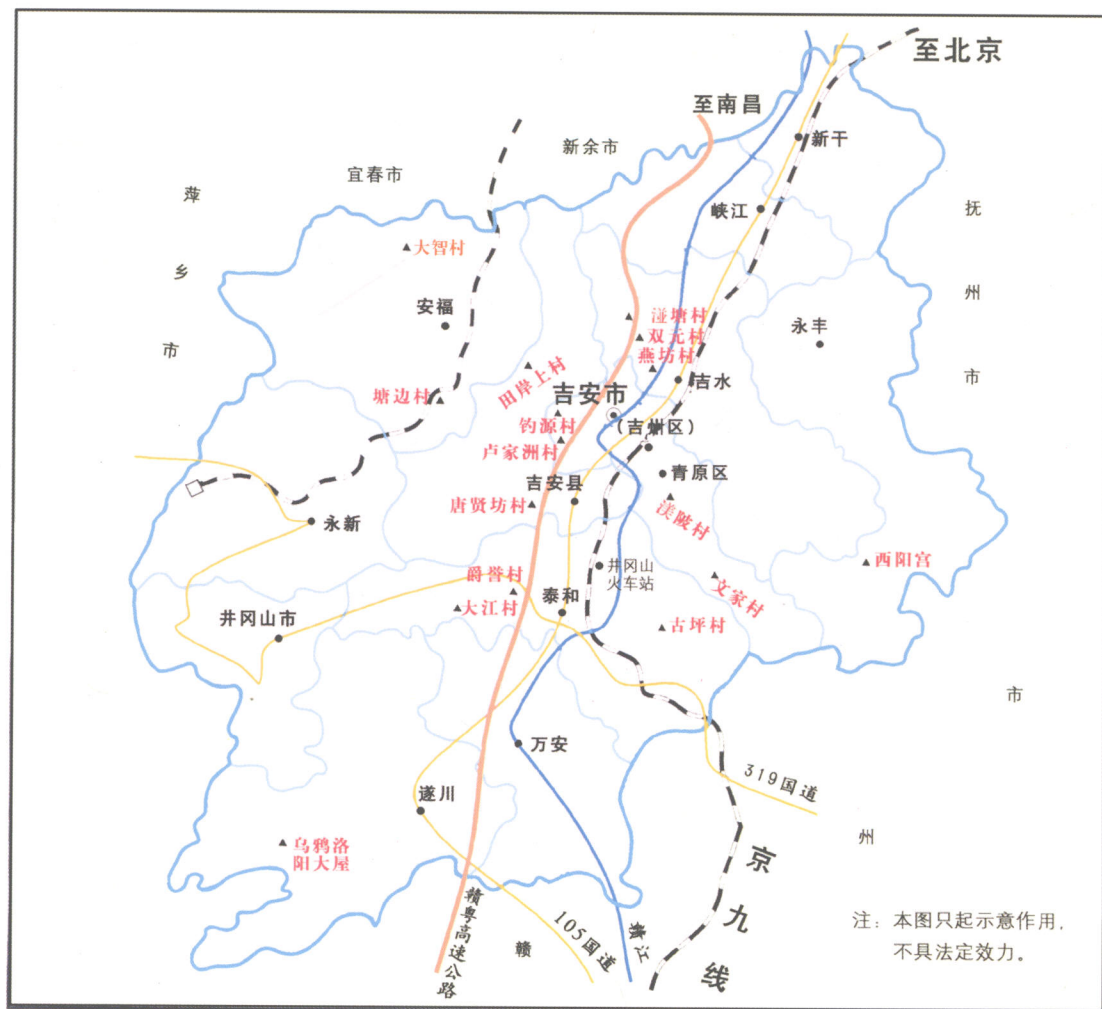 至北京
至南昌
新余市
宜春市
萍乡市
抚州市
新干
峡江
大智村
安福
湴塘村
双元村
燕坊村
永丰
田岸上村
吉安市
吉水
塘边村
钓源村
(吉州区)
卢家洲村
青原区
吉安县
唐贤坊村
渼陂村
永新
井冈山
火车站
西阳宫
爵誉村
文家村
大江村
泰和
古坪村
井冈山市
万安
遂川
319国道
乌鸦洛
阳大屋
京九线
赣州市
赣粤高速公路
105国道
赣江
注：本图只起示意作用，
不具法定效力。